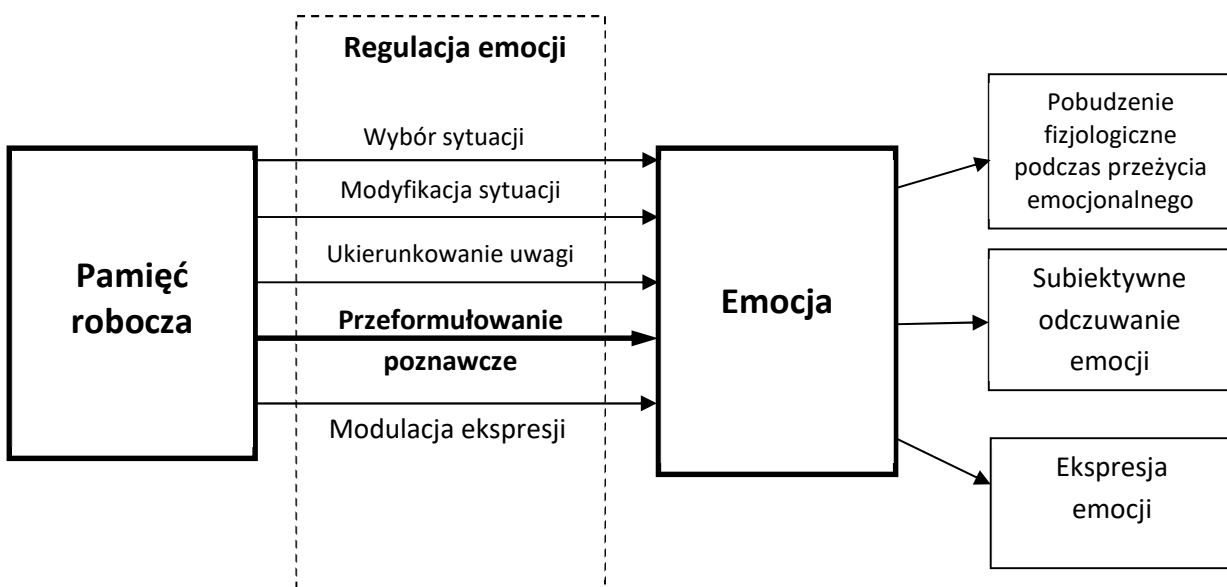 Regulacja emocji
Pamięć
robocza
Wybór sytuacji
Modyfikacja sytuacji
Ukierunkowanie uwagi
Przeformułowanie
poznawcze
Modulacja ekspresji
Emocja
Pobudzenie
fizjologiczne
podczas przeżycia
emocjonalnego
Subiektywne
odczuwanie
emocji
Ekspresja
emocji